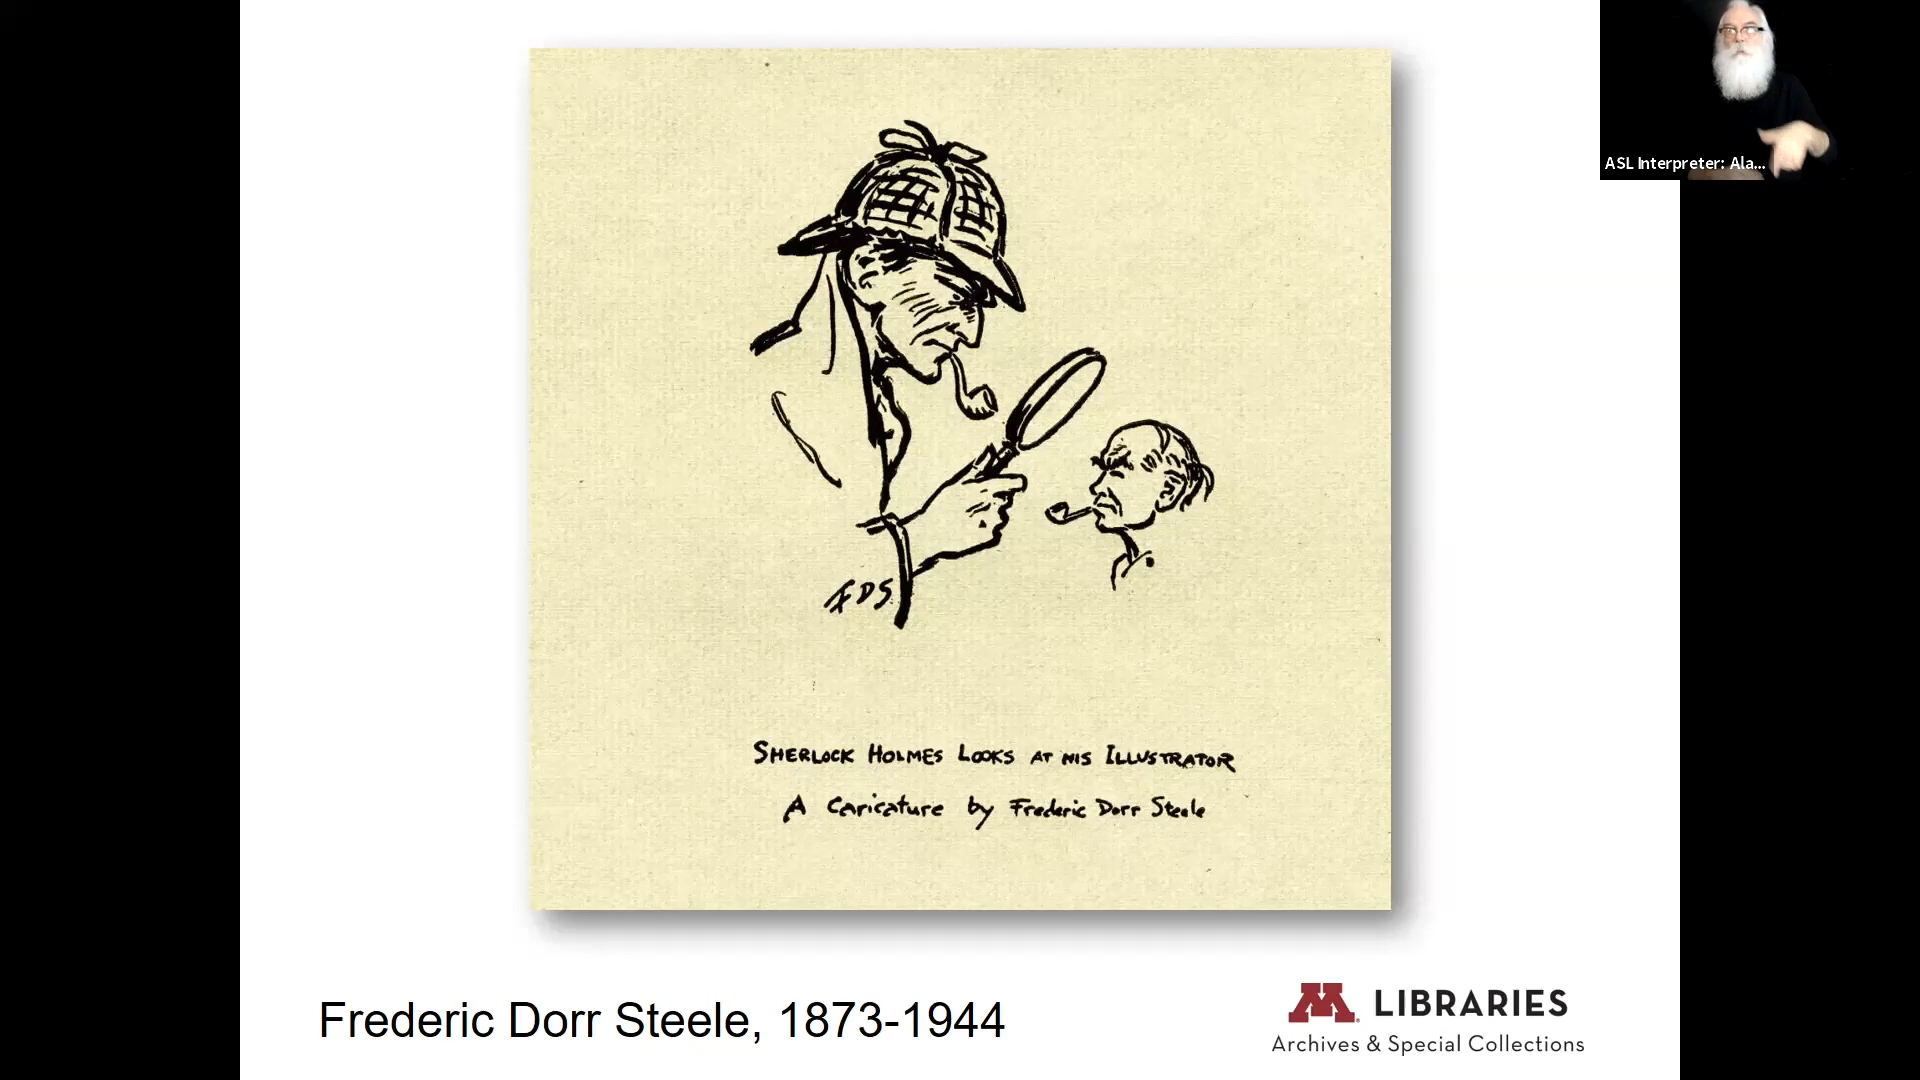 ASL Interpreter: Ala...
FDS
SHERLOCK HOLMES LOOKS AT HIS ILLUSTRATOR
A Caricature by Frederic Dorr Steele
Frederic Dorr Steele, 1873-1944
M LIBRARIES
Archives & Special Collections